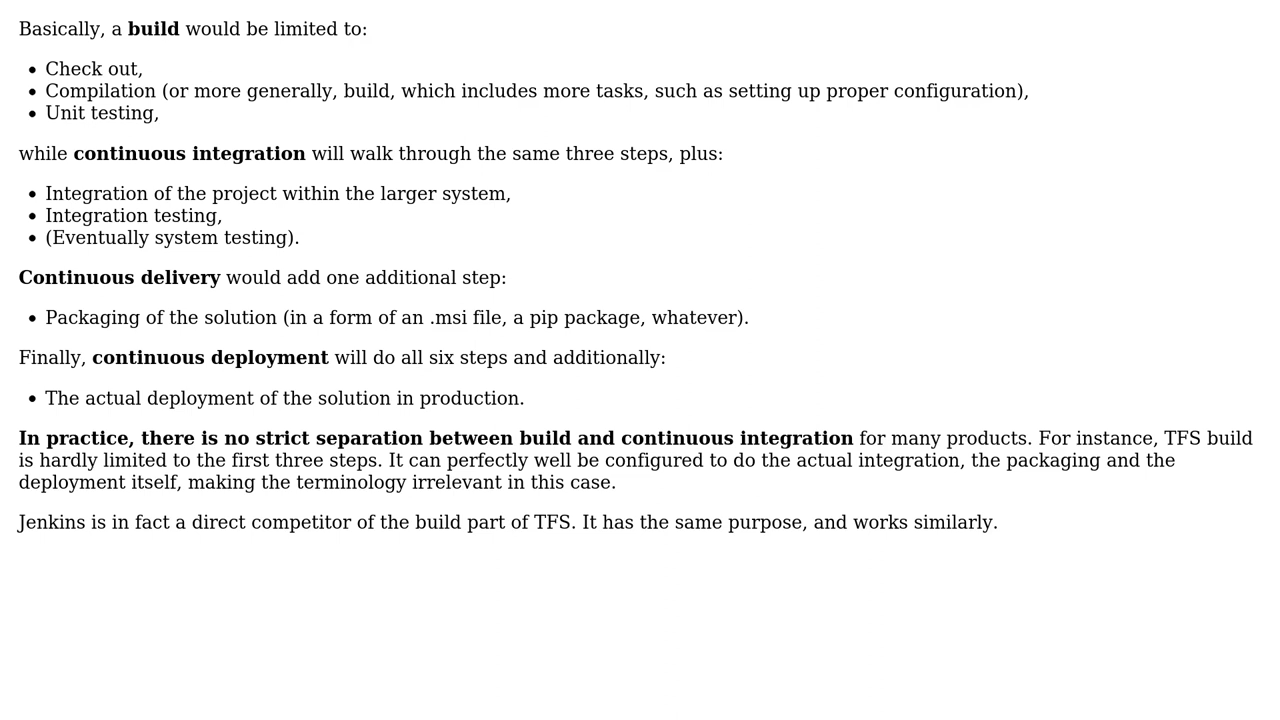 Basically, a build would be limited to:
Check out,
Compilation (or more generally, build, which includes more tasks, such as setting up proper configuration),
Unit testing,
while continuous integration will walk through the same three steps, plus:
Integration of the project within the larger system,
Integration testing,
(Eventually system testing).
Continuous delivery would add one additional step:
Packaging of the solution (in a form of an .msi file, a pip package, whatever).
Finally, continuous deployment will do all six steps and additionally:
The actual deployment of the solution in production.
In practice, there is no strict separation between build and continuous integration for many products. For instance, TFS build
is hardly limited to the first three steps. It can perfectly well be configured to do the actual integration, the packaging and the
deployment itself, making the terminology irrelevant in this case.
Jenkins is in fact a direct competitor of the build part of TFS. It has the same purpose, and works similarly.